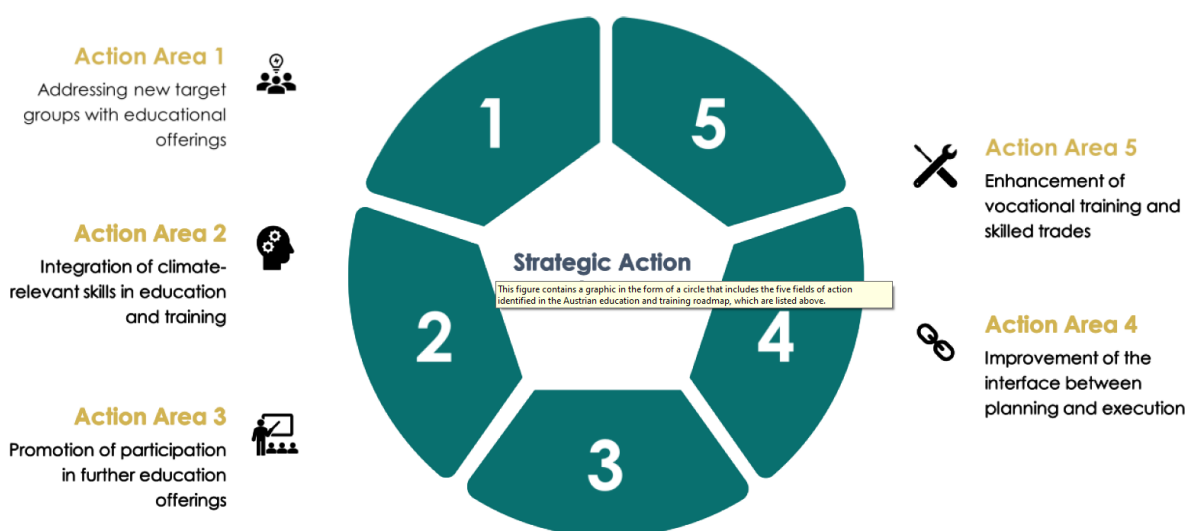 Action Area 1
Addressing new target
groups with educational
offerings
Action Area 2
Integration of climate-
relevant skills in education
and training
Action Area 3
Promotion of participation
in further education
offerings
1
5
2
4
3
Strategic Action
This figure contains a graphic in the form of a circle that includes the five fields of action
identified in the Austrian education and training roadmap, which are listed above.
Action Area 5
Enhancement of
vocational training and
skilled trades
Action Area 4
Improvement of the
interface between
planning and execution